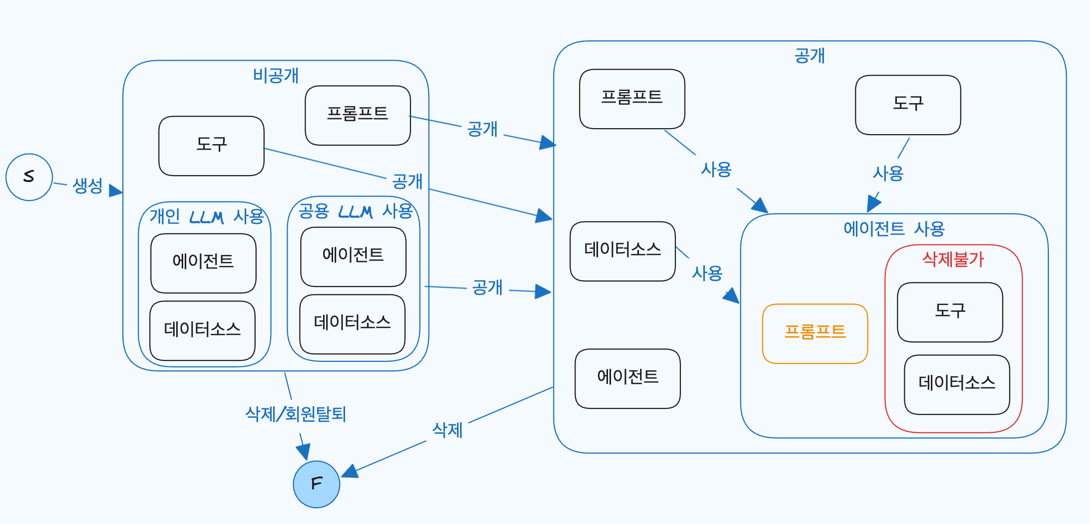 비공개
프롬프트
도구
S
생성
개인 LLM 사용
에이전트
데이터소스
공용 LLM 사용
에이전트
데이터소스
공개
공개
공개
삭제/회원탈퇴
삭제
F
공개
프롬프트
도구
사용
사용
데이터소스
사용
에이전트
에이전트 사용
프롬프트
삭제불가
도구
데이터소스